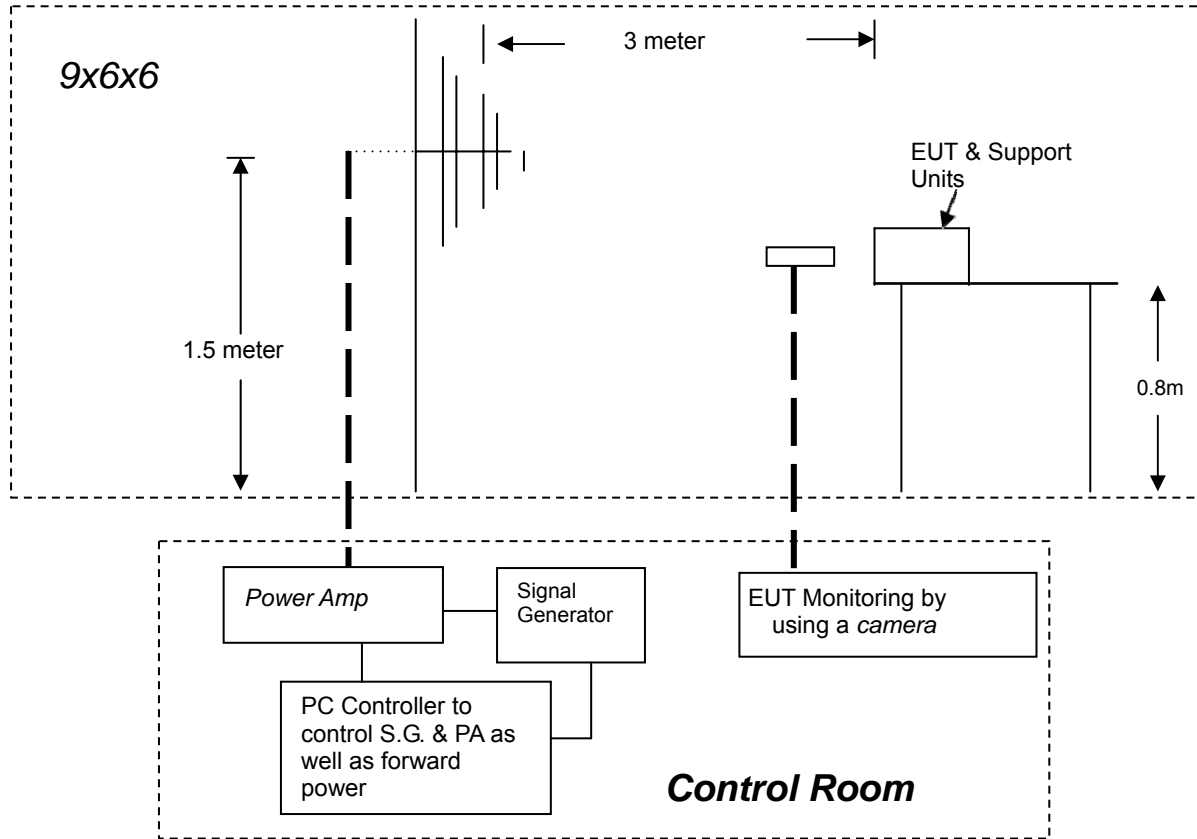 3 meter
9x6x6
EUT & Support
Units
1.5 meter
0.8m
Power Amp
Signal
Generator
EUT Monitoring by
using a camera
PC Controller to
control S.G. & PA as
well as forward
power
Control Room